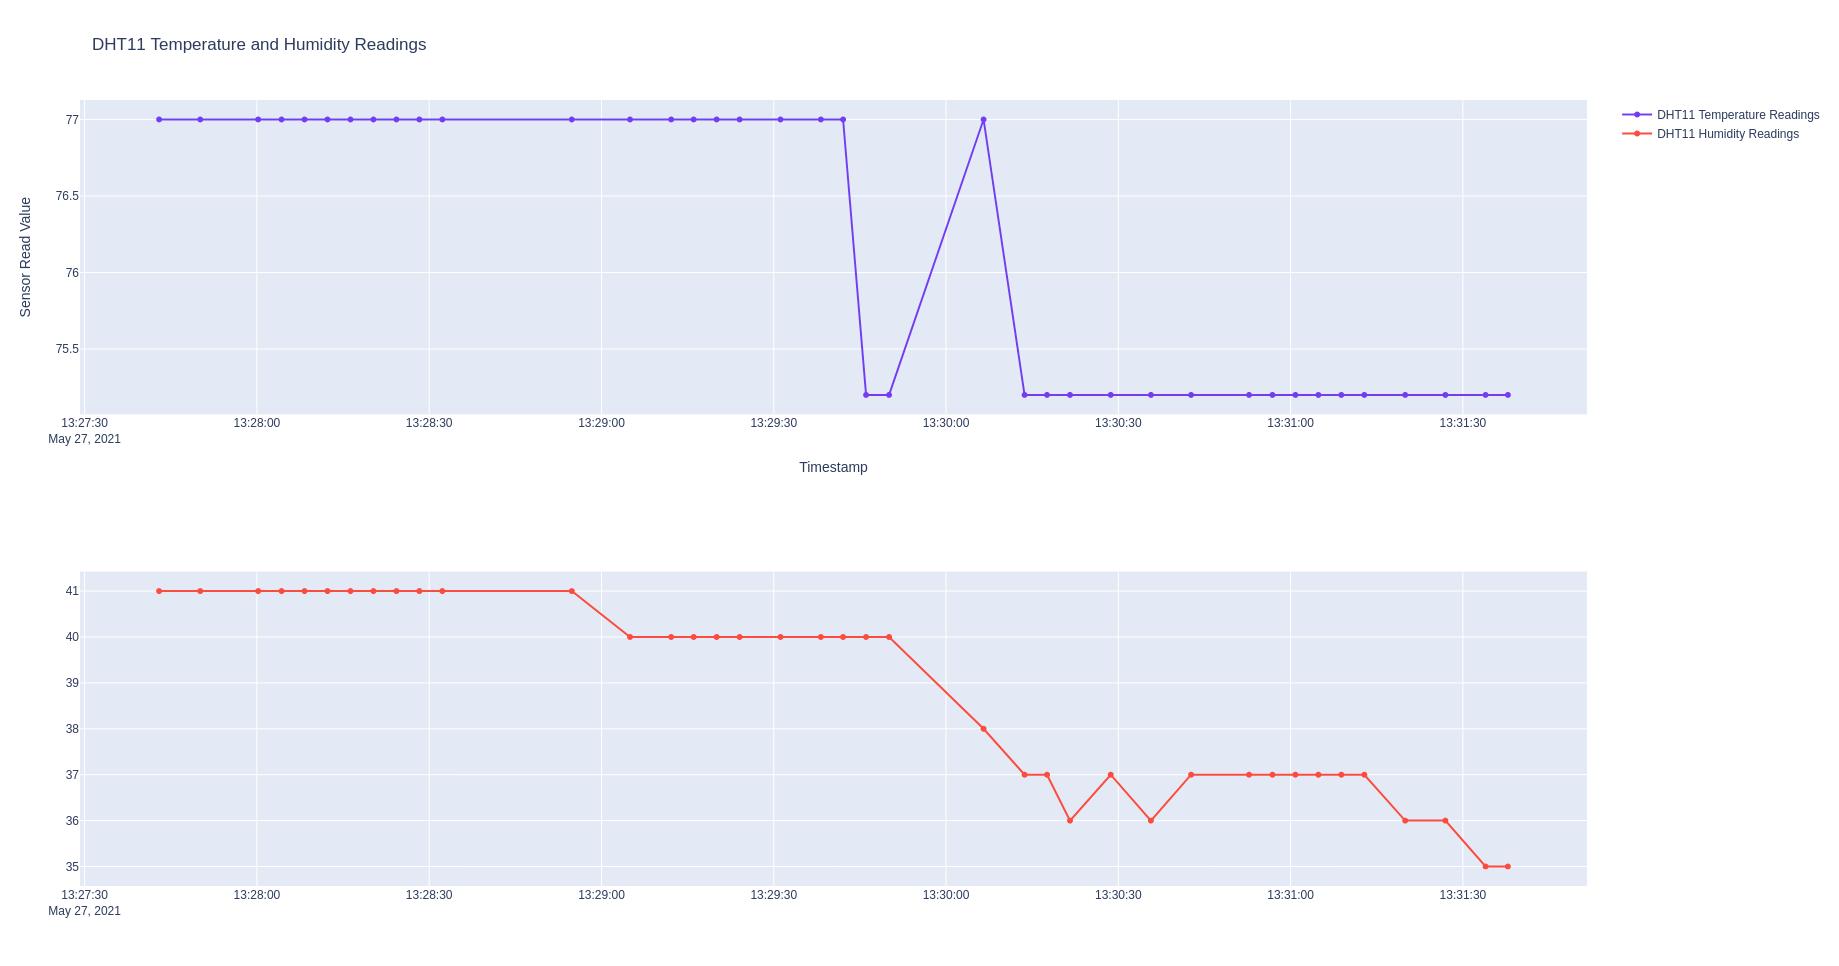 DHT11 Temperature and Humidity Readings
DHT11 Temperature Readings
DHT11 Humidity Readings
Sensor Read Value
77
76.5
76
75.5
13:27:30 13:28:00 13:28:30 13:29:00 13:29:30 13:30:00 13:30:30 13:31:00 13:31:30
May 27, 2021
Timestamp
41
40
39
38
37
36
35
13:27:30 13:28:00 13:28:30 13:29:00 13:29:30 13:30:00 13:30:30 13:31:00 13:31:30
May 27, 2021